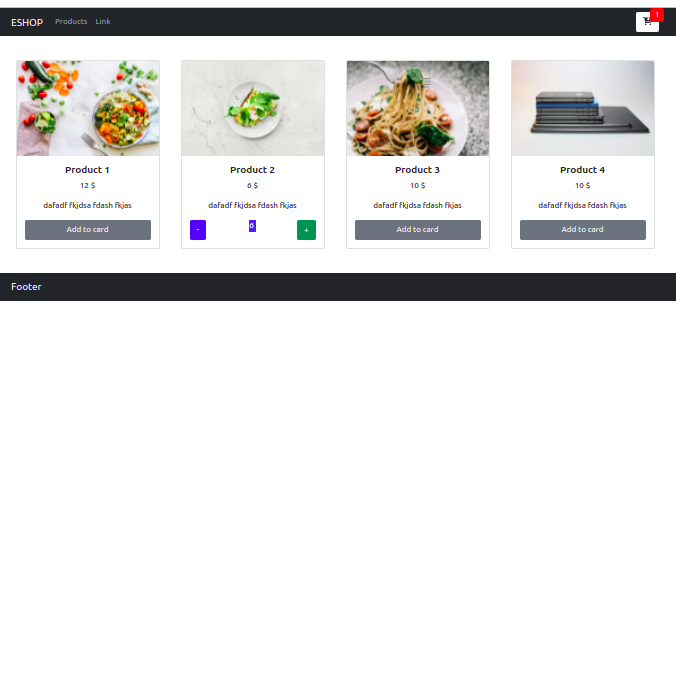 ESHOP Products Link 1
Product 1
12 $
dafadf fkjdsa fdash fkjas
Add to card
Product 2
6 $
dafadf fkjdsa fdash fkjas
- 6 +
Product 3
10 $
dafadf fkjdsa fdash fkjas
Add to card
Product 4
10 $
dafadf fkjdsa fdash fkjas
Add to card
Footer